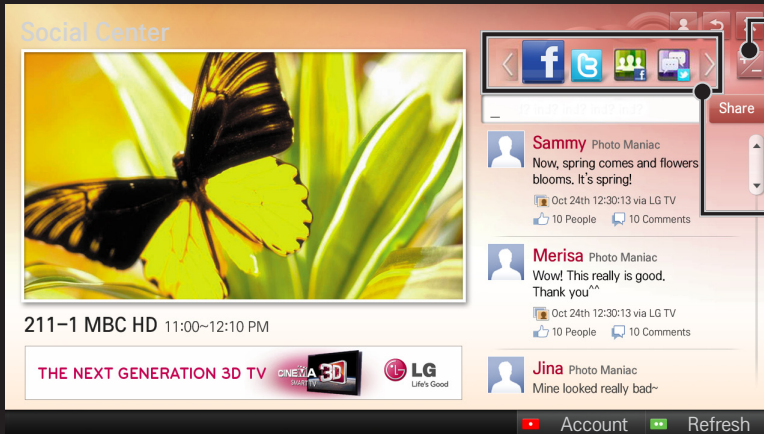 Social Center
f
Share
Sammy Photo Maniac
Now, spring comes and flowers
blooms. It's spring!
Oct 24th 12:30:13 via LG TV
10 People 10 Comments
Merisa Photo Maniac
Wow! This really is good.
Thank you^^
Oct 24th 12:30:13 via LG TV
10 People 10 Comments
Jina Photo Maniac
Mine looked really bad~
211-1 MBC HD 11:00~12:10 PM
THE NEXT GENERATION 3D TV CINEMA 3D SMART TV LG Life's Good
Account Refresh